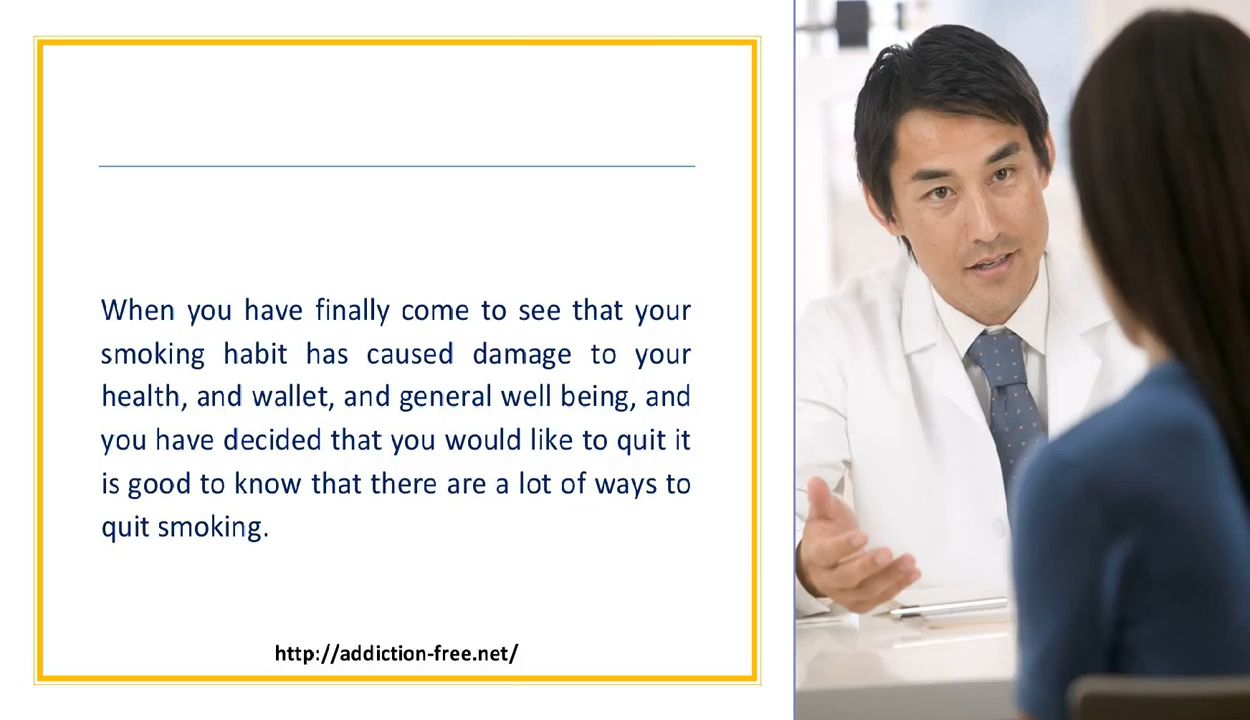 When you have finally come to see that your
smoking habit has caused damage to your
health, and wallet, and general well being, and
you have decided that you would like to quit it
is good to know that there are a lot of ways to
quit smoking.
http://addiction-free.net/